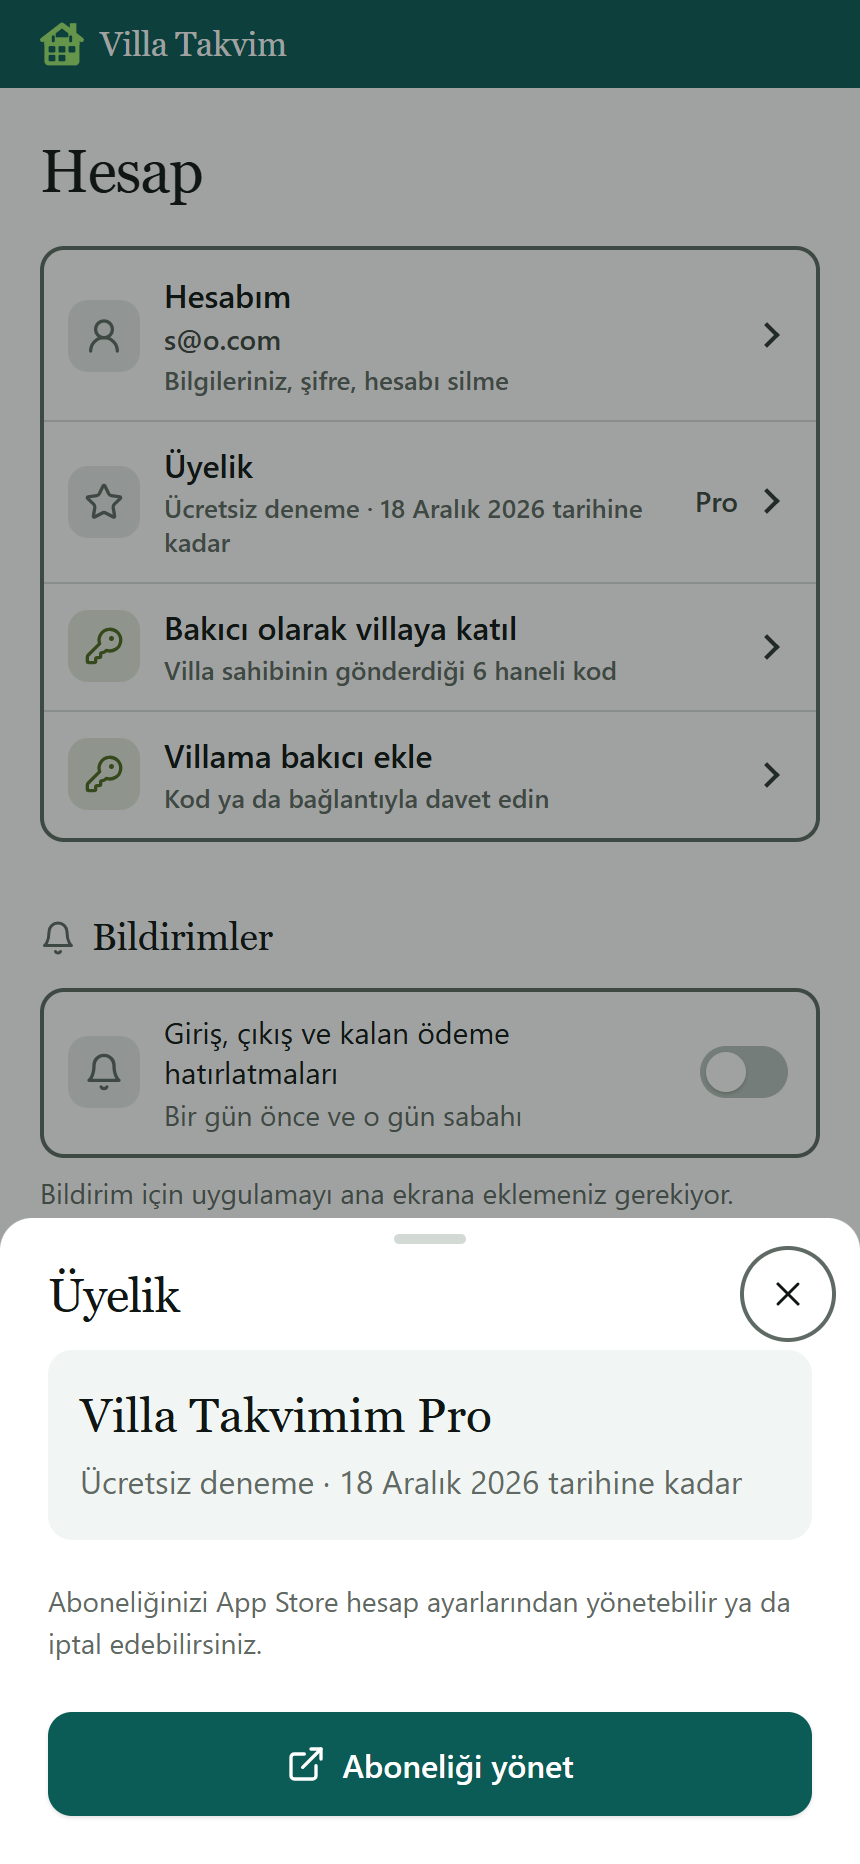 Villa Takvim
Hesap
Hesabım
s@o.com
Bilgileriniz, şifre, hesabı silme
Üyelik
Ücretsiz deneme · 18 Aralık 2026 tarihine
kadar
Pro
Bakıcı olarak villaya katıl
Villa sahibinin gönderdiği 6 haneli kod
Villama bakıcı ekle
Kod ya da bağlantıyla davet edin
Bildirimler
Giriş, çıkış ve kalan ödeme
hatırlatmaları
Bir gün önce ve o gün sabahı
Bildirim için uygulamayı ana ekrana eklemeniz gerekiyor.
Üyelik
Villa Takvimim Pro
Ücretsiz deneme · 18 Aralık 2026 tarihine kadar
Aboneliğinizi App Store hesap ayarlarından yönetebilir ya da
iptal edebilirsiniz.
Aboneliği yönet